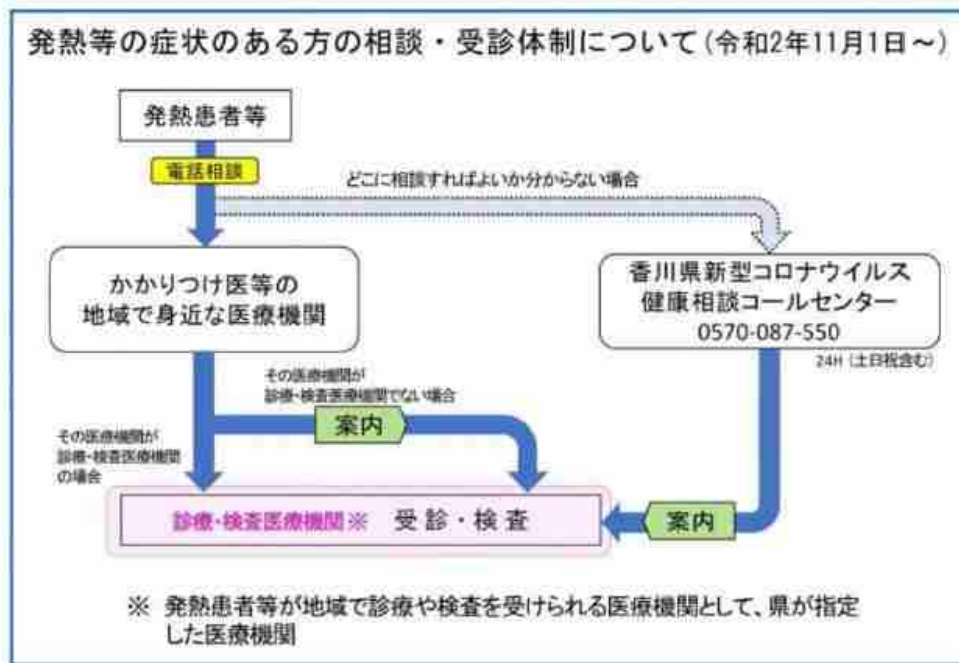 発熱等の症状のある方の相談・受診体制について(令和2年11月1日～)
発熱患者等
電話相談
どこに相談すればよいか分からない場合
かかりつけ医等の
地域で身近な医療機関
香川県新型コロナウイルス
健康相談コールセンター
0570-087-550
24H (土日祝含む)
その医療機関が
診療・検査医療機関でない場合
案内
その医療機関が
診療・検査医療機関
の場合
診療・検査医療機関※ 受診・検査
案内
※ 発熱患者等が地域で診療や検査を受けられる医療機関として、県が指定
した医療機関